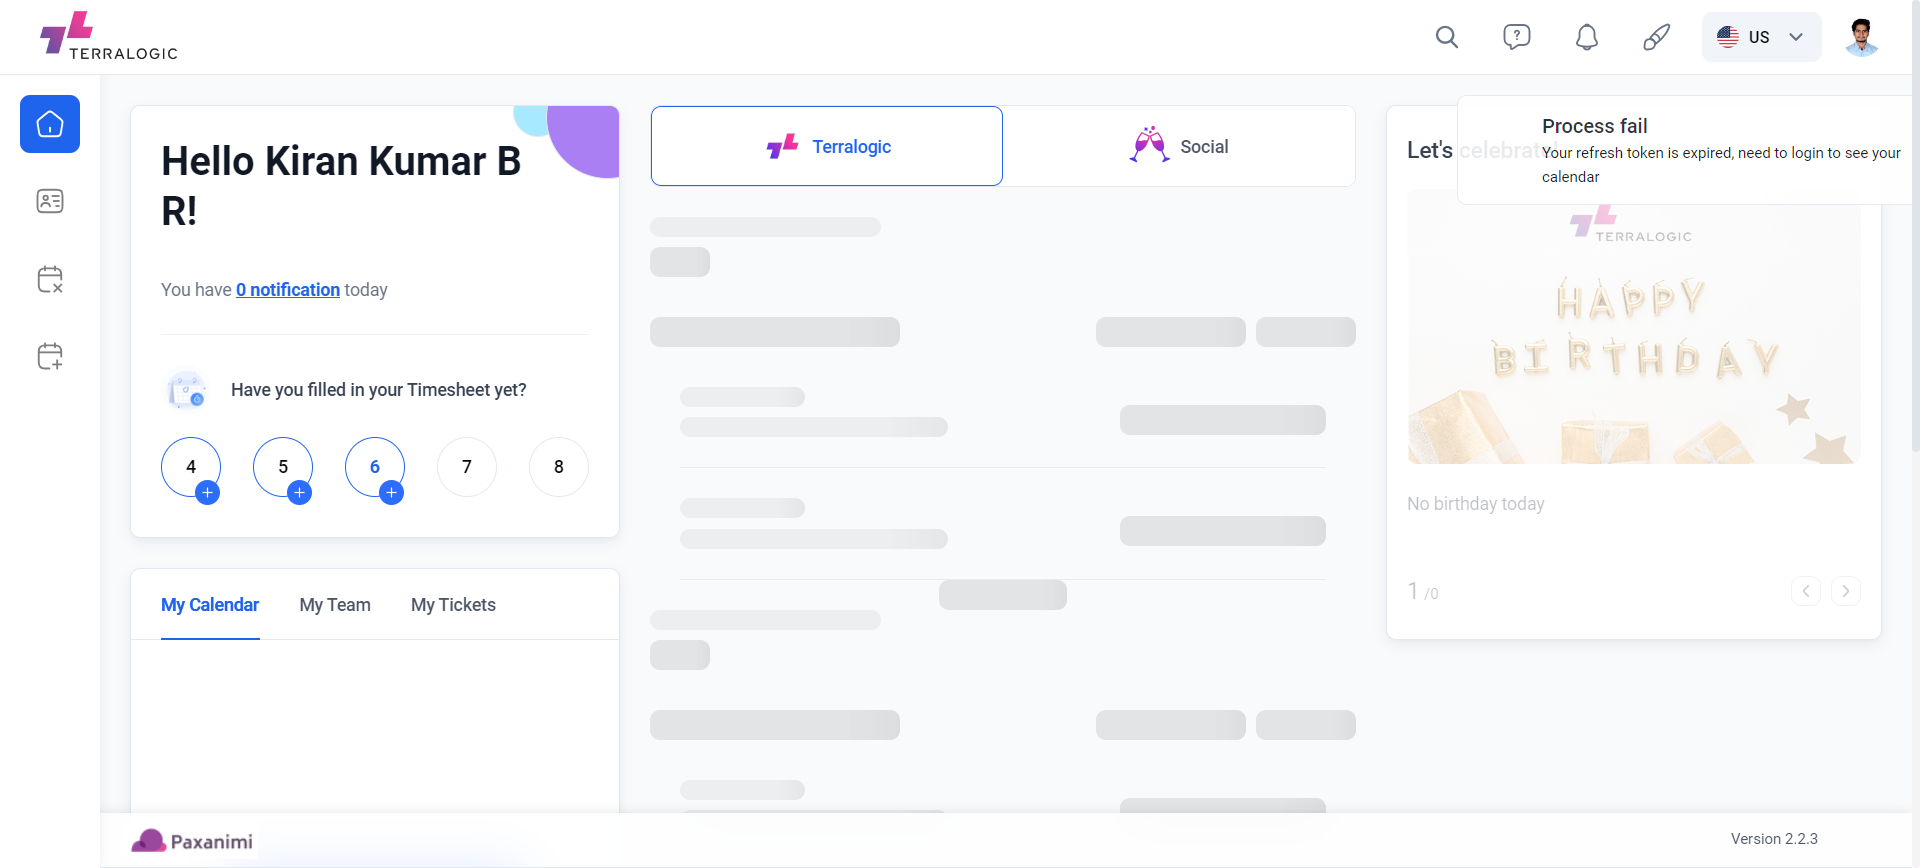 TERRALOGIC
?
US
Hello Kiran Kumar B
R!
You have 0 notification today
Have you filled in your Timesheet yet?
4 5 6 7 8
My Calendar My Team My Tickets
Terralogic Social
Let's celebrate!
Process fail
Your refresh token is expired, need to login to see your
calendar
TERRALOGIC
HAPPY
BIRTHDAY
No birthday today
1 /0
Paxanimi
Version 2.2.3